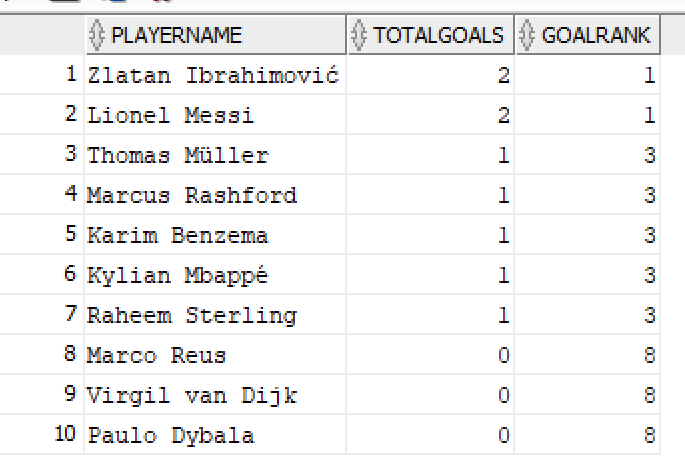 PLAYERNAME TOTALGOALS GOALRANK
1 Zlatan Ibrahimović 2 1
2 Lionel Messi 2 1
3 Thomas Müller 1 3
4 Marcus Rashford 1 3
5 Karim Benzema 1 3
6 Kylian Mbappé 1 3
7 Raheem Sterling 1 3
8 Marco Reus 0 8
9 Virgil van Dijk 0 8
10 Paulo Dybala 0 8